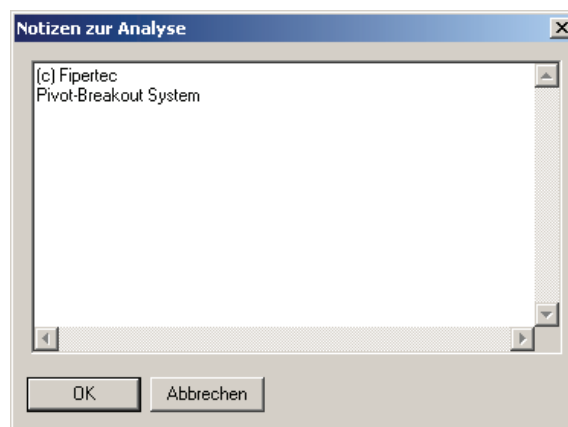 Notizen zur Analyse
(c) Fipertec
Pivot-Breakout System
OK
Abbrechen